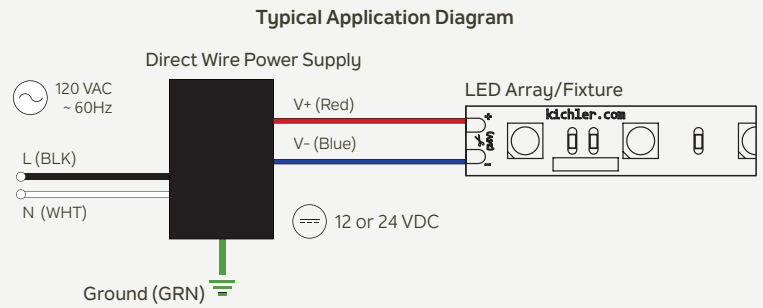 Typical Application Diagram
Direct Wire Power Supply
120 VAC
~ 60Hz
V+ (Red)
LED Array/Fixture
kichler.com
+
(24V)
-
V- (Blue)
L (BLK)
N (WHT)
12 or 24 VDC
Ground (GRN)